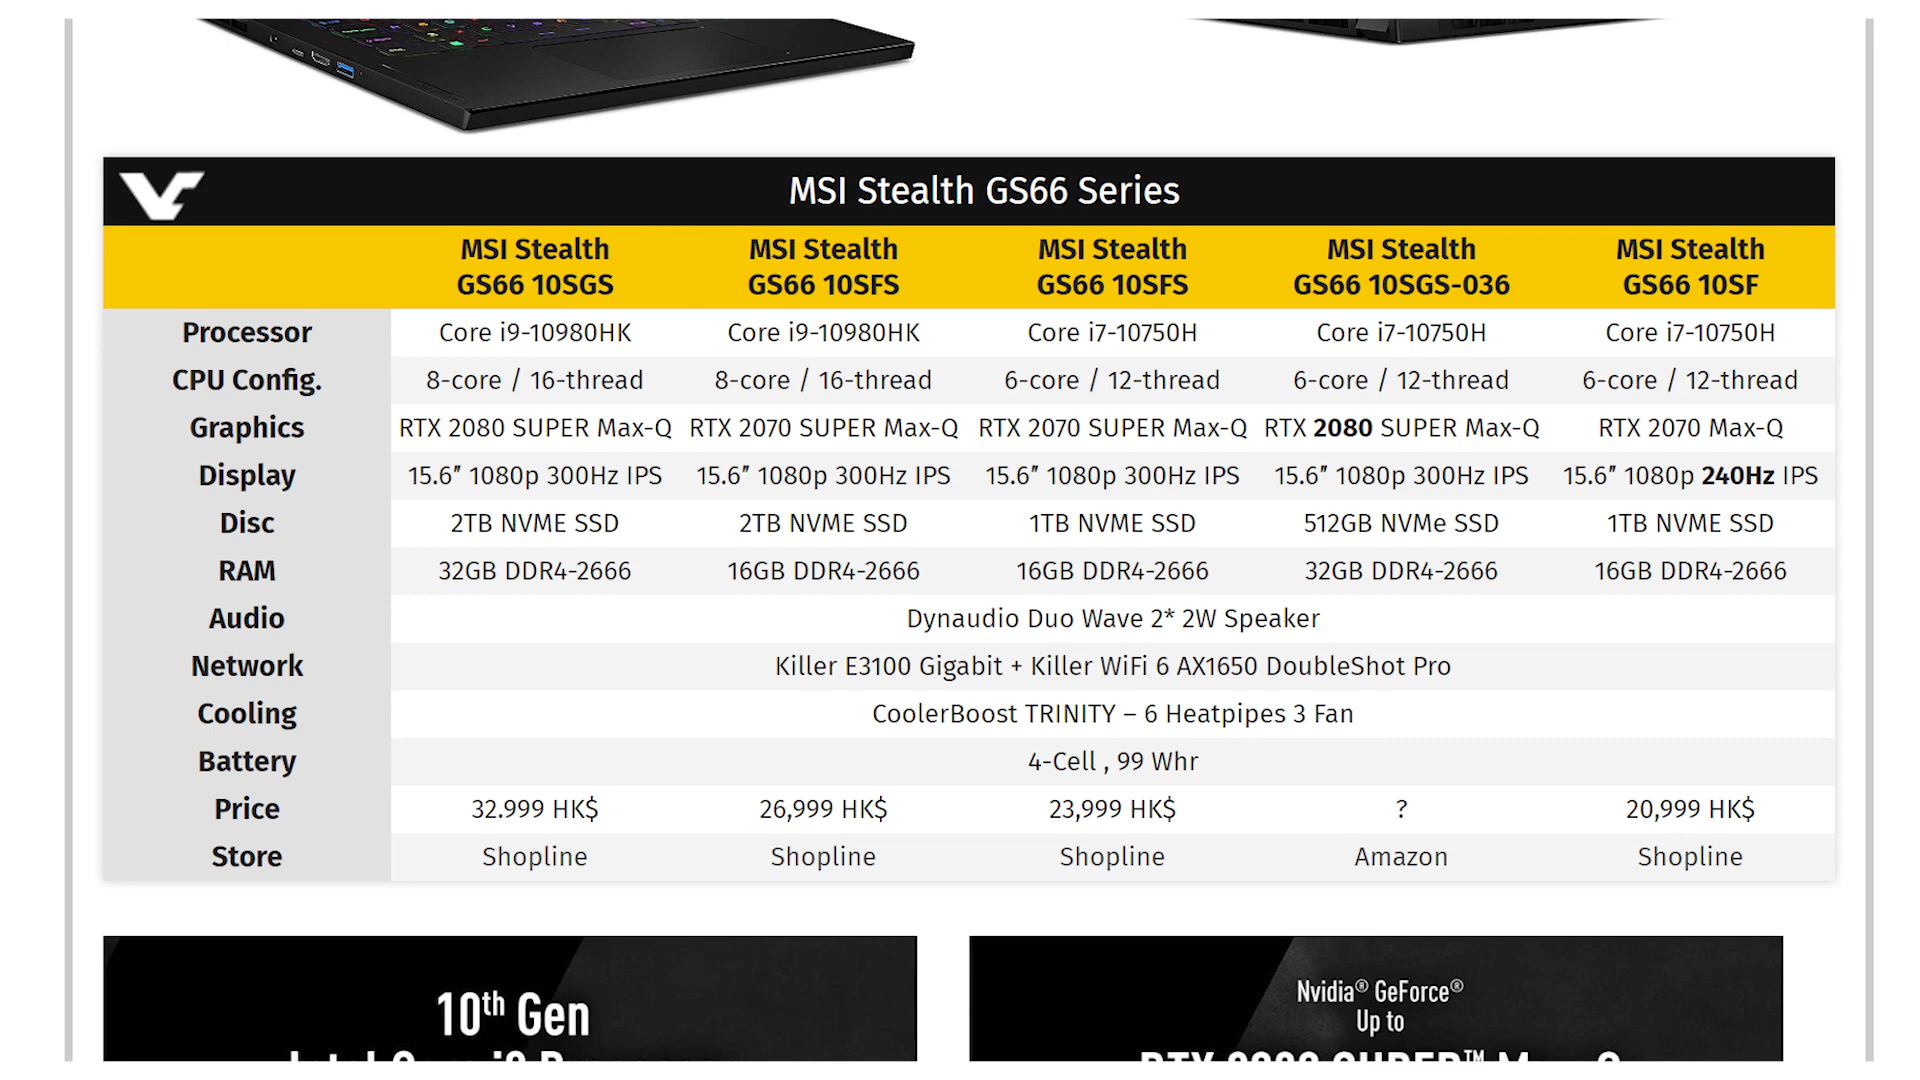 MSI Stealth GS66 Series
MSI Stealth GS66 10SGS MSI Stealth GS66 10SFS MSI Stealth GS66 10SFS MSI Stealth GS66 10SGS-036 MSI Stealth GS66 10SF
Processor Core i9-10980HK Core i9-10980HK Core i7-10750H Core i7-10750H Core i7-10750H
CPU Config. 8-core / 16-thread 8-core / 16-thread 6-core / 12-thread 6-core / 12-thread 6-core / 12-thread
Graphics RTX 2080 SUPER Max-Q RTX 2070 SUPER Max-Q RTX 2070 SUPER Max-Q RTX 2080 SUPER Max-Q RTX 2070 Max-Q
Display 15.6″ 1080p 300Hz IPS 15.6″ 1080p 300Hz IPS 15.6″ 1080p 300Hz IPS 15.6″ 1080p 300Hz IPS 15.6″ 1080p 240Hz IPS
Disc 2TB NVME SSD 2TB NVME SSD 1TB NVME SSD 512GB NVMe SSD 1TB NVME SSD
RAM 32GB DDR4-2666 16GB DDR4-2666 16GB DDR4-2666 32GB DDR4-2666 16GB DDR4-2666
Audio Dynaudio Duo Wave 2* 2W Speaker
Network Killer E3100 Gigabit + Killer WiFi 6 AX1650 DoubleShot Pro
Cooling CoolerBoost TRINITY – 6 Heatpipes 3 Fan
Battery 4-Cell , 99 Whr
Price 32.999 HK$ 26,999 HK$ 23,999 HK$ ? 20,999 HK$
Store Shopline Shopline Shopline Amazon Shopline
10th Gen
Nvidia® GeForce®
Up to